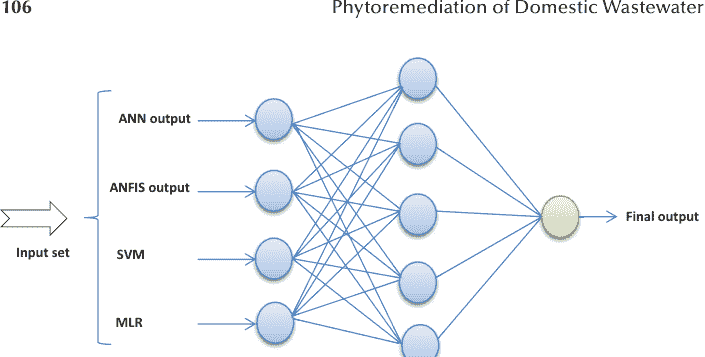 106 Phytoremediation of Domestic Wastewater
ANN output
ANFIS output
Final output
Input set
SVM
MLR